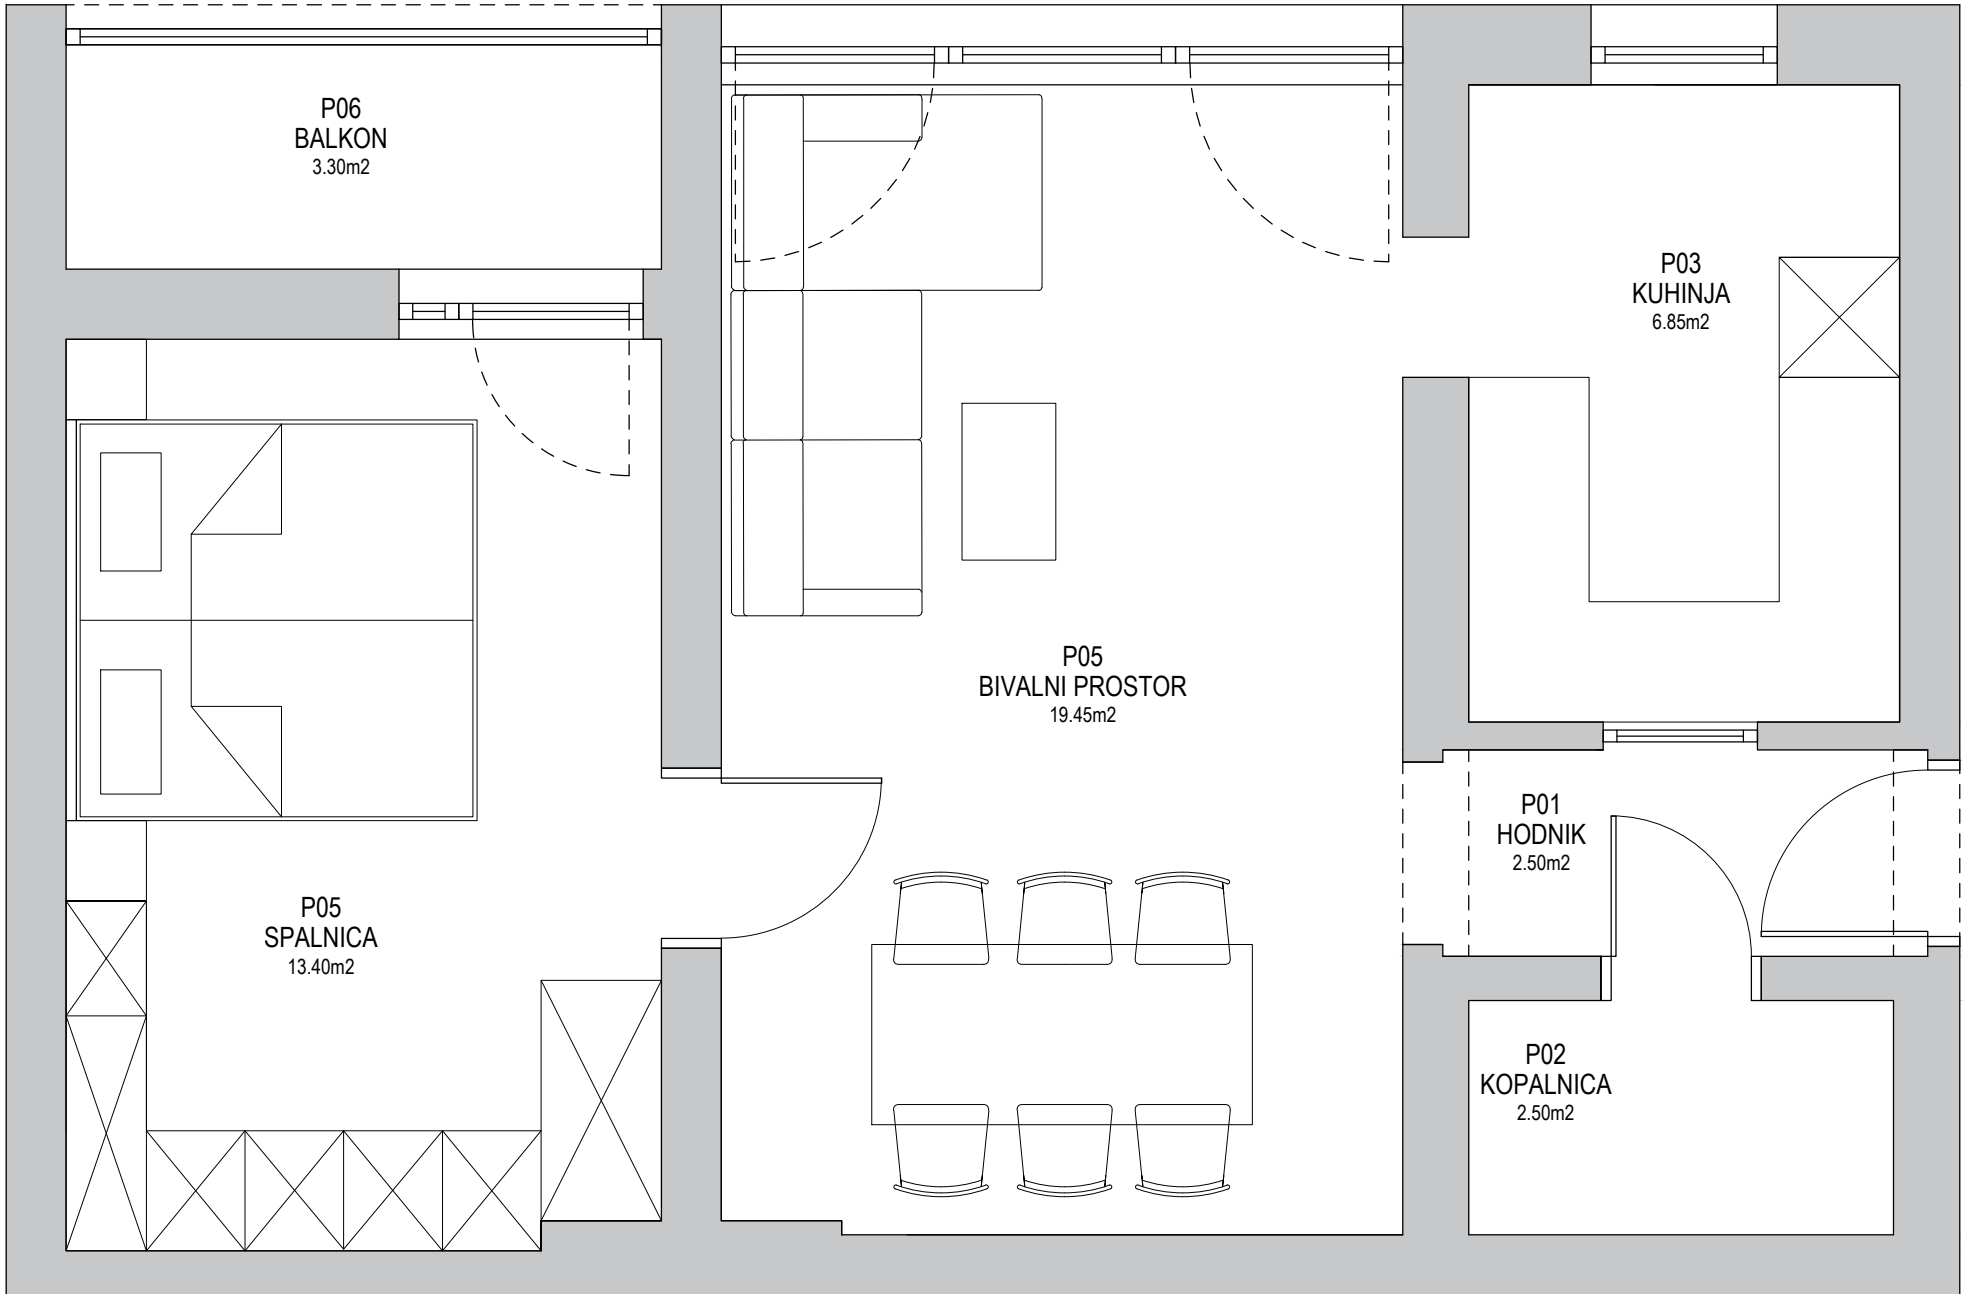 P06
BALKON
3.30m2
P03
KUHINJA
6.85m2
P05
BIVALNI PROSTOR
19.45m2
P01
HODNIK
2.50m2
P05
SPALNICA
13.40m2
P02
KOPALNICA
2.50m2